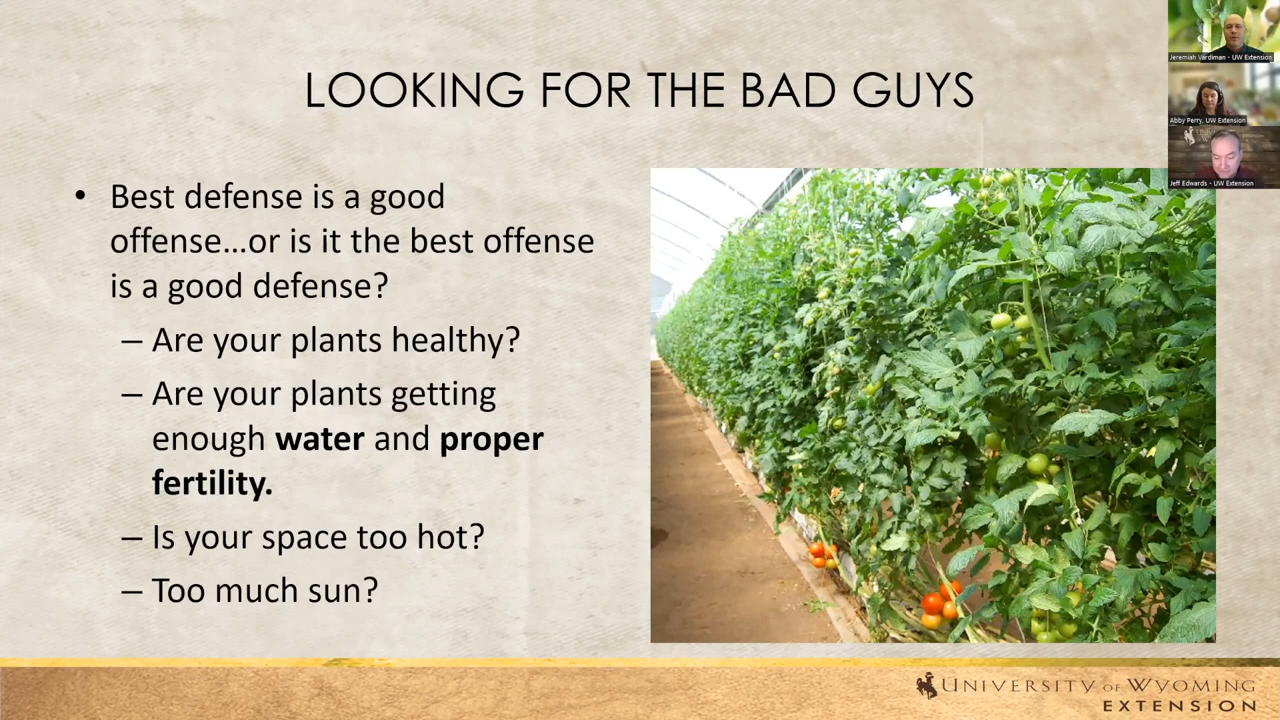 LOOKING FOR THE BAD GUYS
• Best defense is a good
offense...or is it the best offense
is a good defense?
– Are your plants healthy?
– Are your plants getting
enough water and proper
fertility.
– Is your space too hot?
– Too much sun?
Jeremiah Vardiman - UW Extension
Abby Perry, UW Extension
Jeff Edwards - UW Extension
UNIVERSITY OF WYOMING
EXTENSION